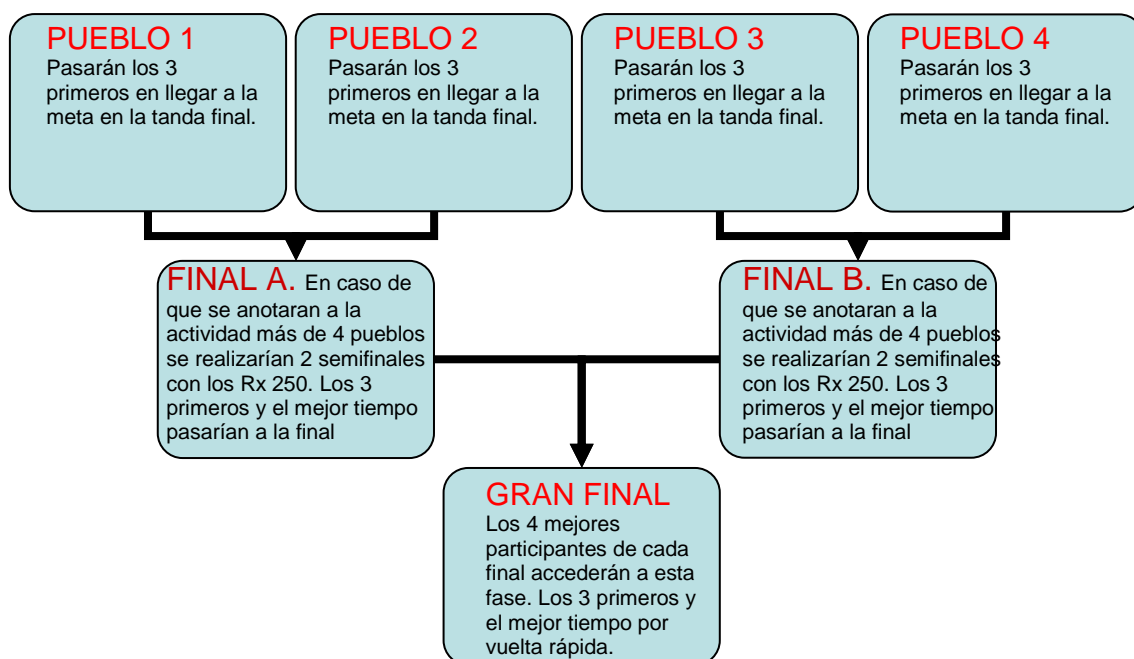 PUEBLO 1
Pasarán los 3
primeros en llegar a la
meta en la tanda final.
PUEBLO 2
Pasarán los 3
primeros en llegar a la
meta en la tanda final.
PUEBLO 3
Pasarán los 3
primeros en llegar a la
meta en la tanda final.
PUEBLO 4
Pasarán los 3
primeros en llegar a la
meta en la tanda final.
FINAL A. En caso de
que se anotaran a la
actividad más de 4 pueblos
se realizarían 2 semifinales
con los Rx 250. Los 3
primeros y el mejor tiempo
pasarían a la final
FINAL B. En caso de
que se anotaran a la
actividad más de 4 pueblos
se realizarían 2 semifinales
con los Rx 250. Los 3
primeros y el mejor tiempo
pasarían a la final
GRAN FINAL
Los 4 mejores
participantes de cada
final accederán a esta
fase. Los 3 primeros y
el mejor tiempo por
vuelta rápida.